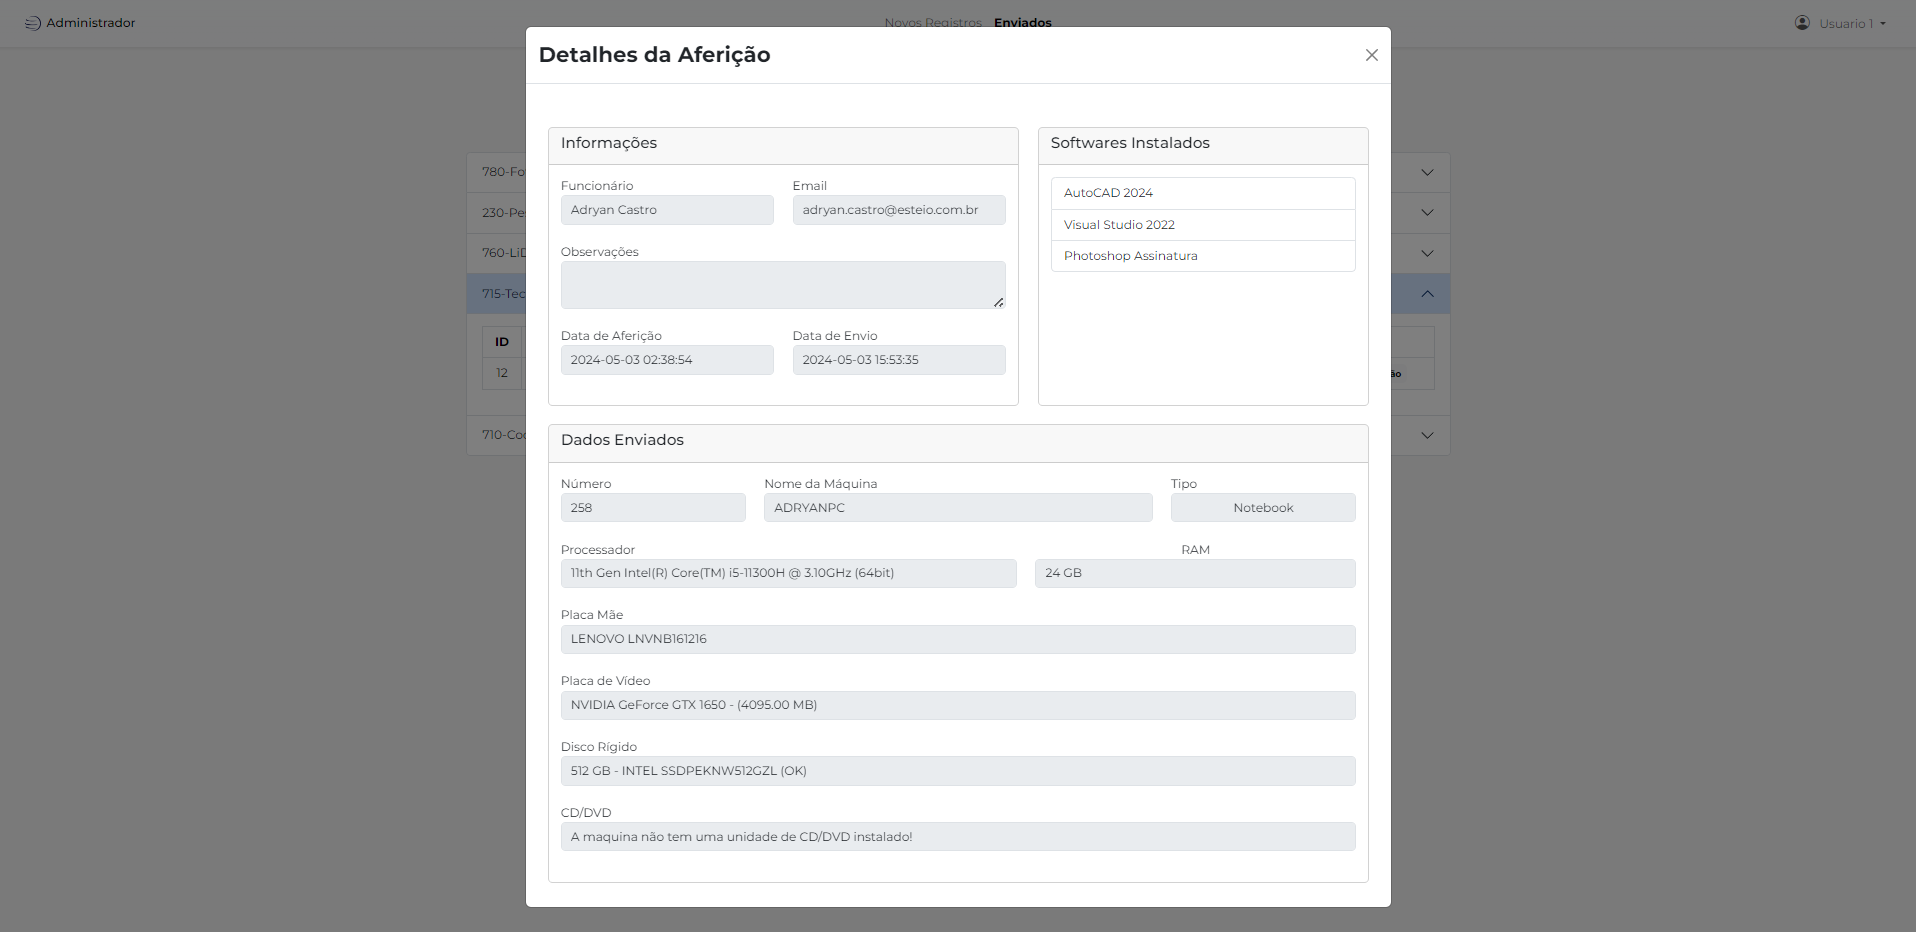 Administrador
Novos Registros Enviados
Usuario 1
Detalhes da Aferição
Informações
Funcionário Email
Adryan Castro adryan.castro@esteio.com.br
Observações
Data de Aferição Data de Envio
2024-05-03 02:38:54 2024-05-03 15:53:35
Softwares Instalados
AutoCAD 2024
Visual Studio 2022
Photoshop Assinatura
Dados Enviados
Número Nome da Máquina Tipo
258 ADRYANPC Notebook
Processador RAM
11th Gen Intel(R) Core(TM) i5-11300H @ 3.10GHz (64bit) 24 GB
Placa Mãe
LENOVO LNVNB161216
Placa de Vídeo
NVIDIA GeForce GTX 1650 - (4095.00 MB)
Disco Rígido
512 GB - INTEL SSDPEKNW512GZL (OK)
CD/DVD
A maquina não tem uma unidade de CD/DVD instalado!
780-Fo
230-Pe
760-LiD
715-Tec
ID
12
ão
710-Coo